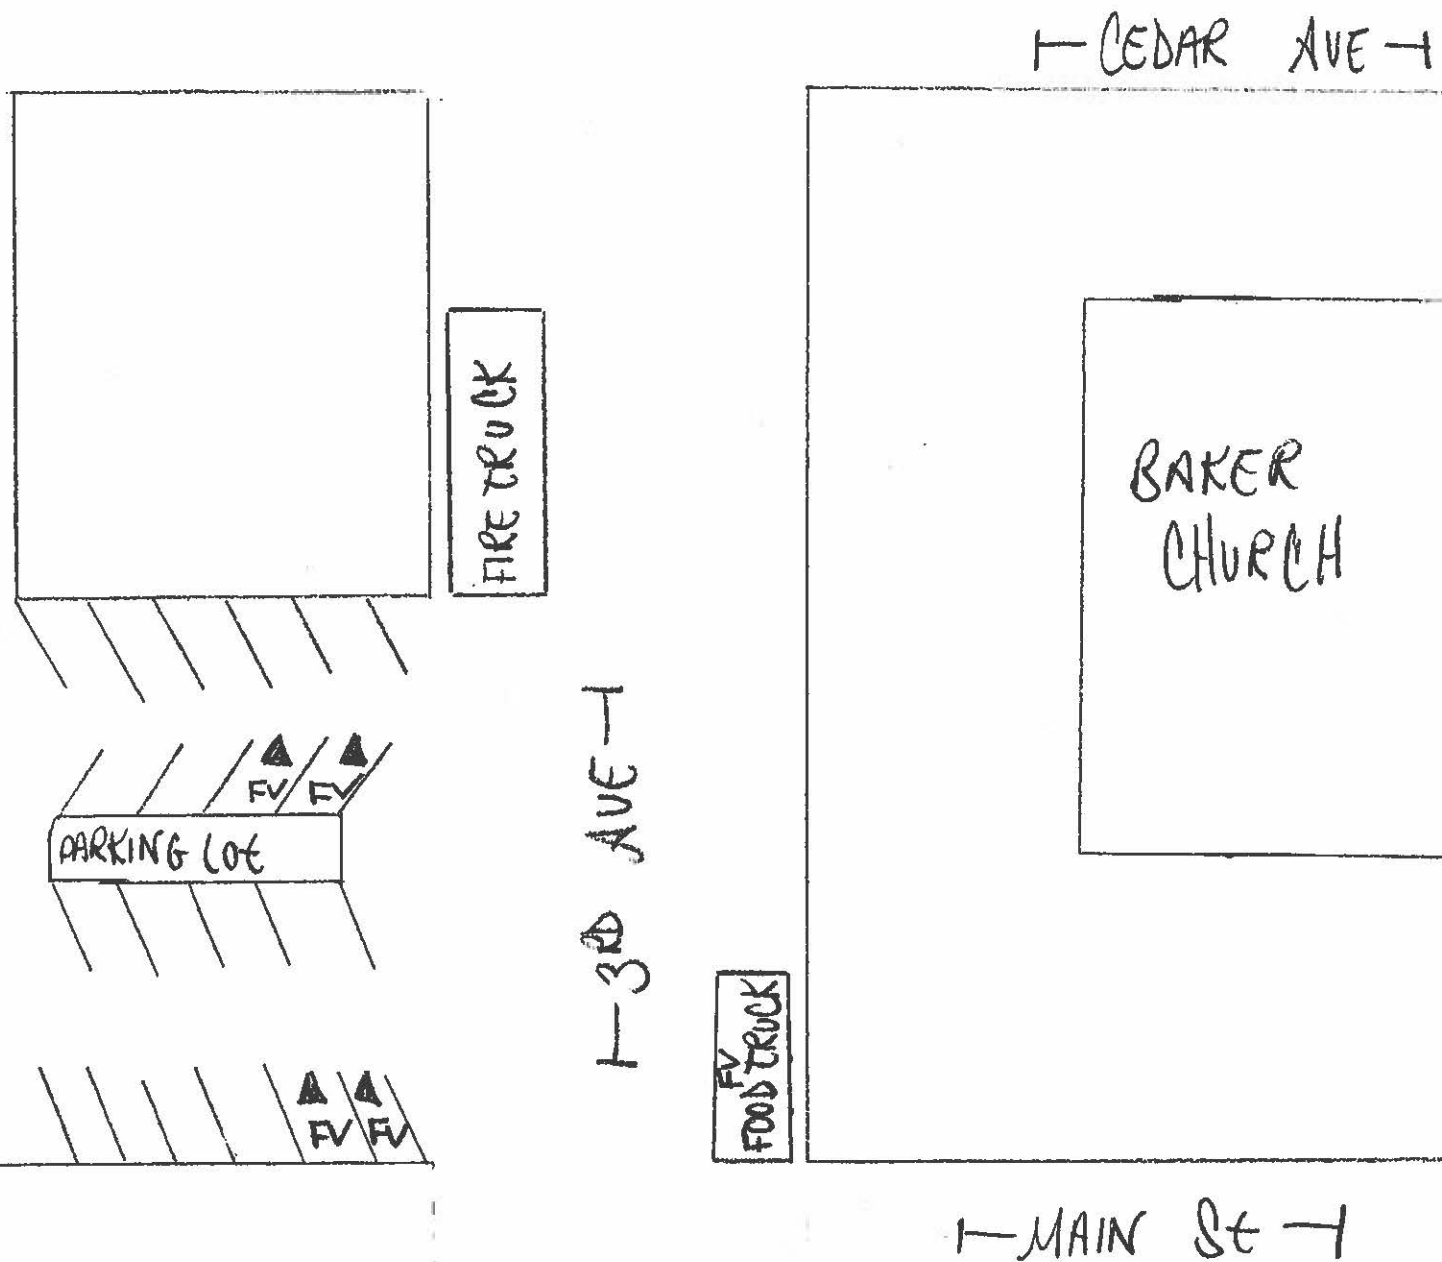 CEDAR AVE
FIRE TRUCK
BAKER
CHURCH
FV FV
PARKING LOT
3RD AVE
FV
FOOD TRUCK
FV FV
MAIN St